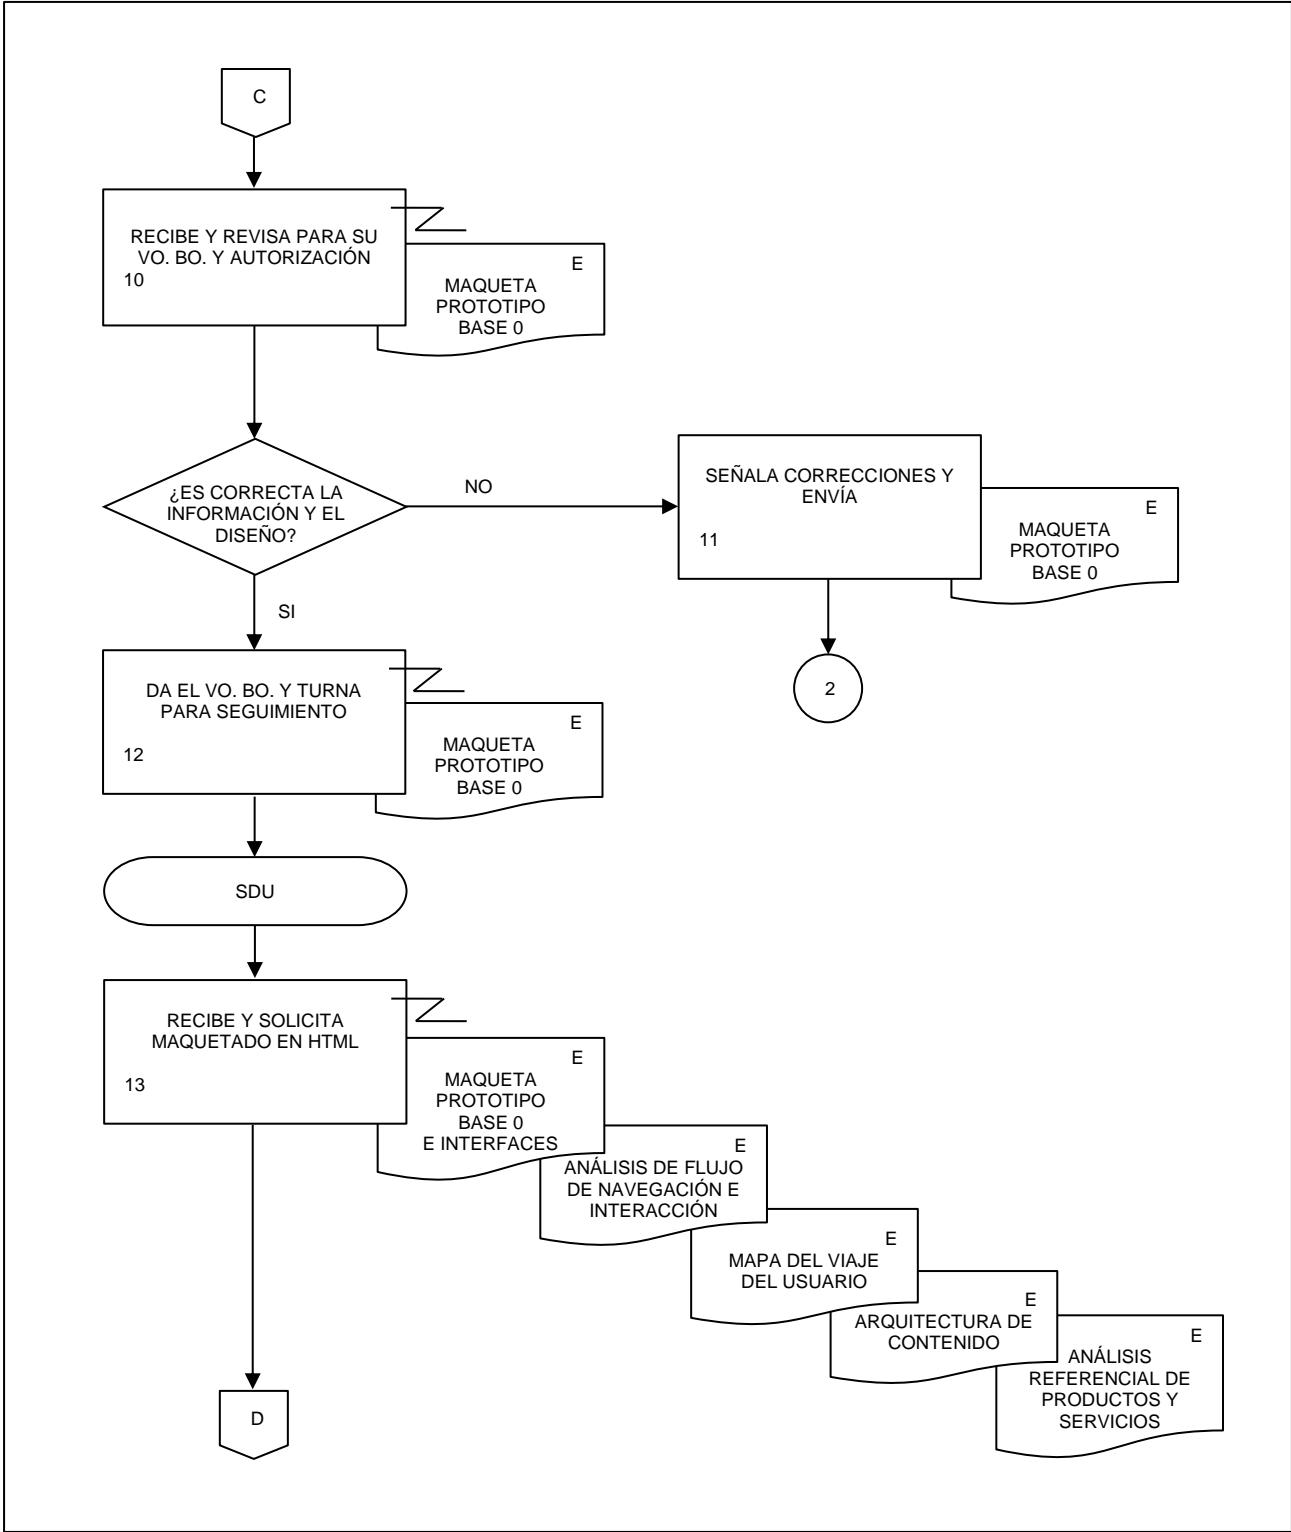 C
RECIBE Y REVISA PARA SU
VO. BO. Y AUTORIZACIÓN
10
E
MAQUETA
PROTOTIPO
BASE 0
¿ES CORRECTA LA
INFORMACIÓN Y EL
DISEÑO?
NO
SEÑALA CORRECCIONES Y
ENVÍA
11
E
MAQUETA
PROTOTIPO
BASE 0
2
SI
DA EL VO. BO. Y TURNA
PARA SEGUIMIENTO
12
E
MAQUETA
PROTOTIPO
BASE 0
SDU
RECIBE Y SOLICITA
MAQUETADO EN HTML
13
E
MAQUETA
PROTOTIPO
BASE 0
E INTERFACES
E
ANÁLISIS DE FLUJO
DE NAVEGACIÓN E
INTERACCIÓN
E
MAPA DEL VIAJE
DEL USUARIO
E
ARQUITECTURA DE
CONTENIDO
E
ANÁLISIS
REFERENCIAL DE
PRODUCTOS Y
SERVICIOS
D